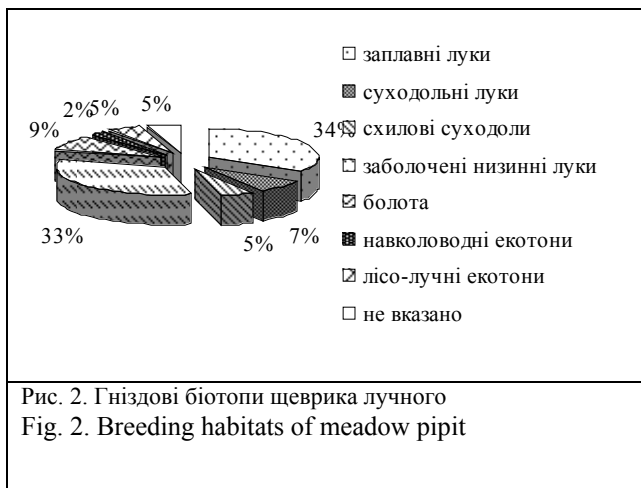 2% 5% 5%
9%
34%
33%
5%
7%
заплавні луки
суходольні луки
схилові суходоли
заболочені низинні луки
болота
навколоводні екотони
лісо-лучні екотони
не вказано
Рис. 2. Гніздові біотопи щеврика лучного
Fig. 2. Breeding habitats of meadow pipit